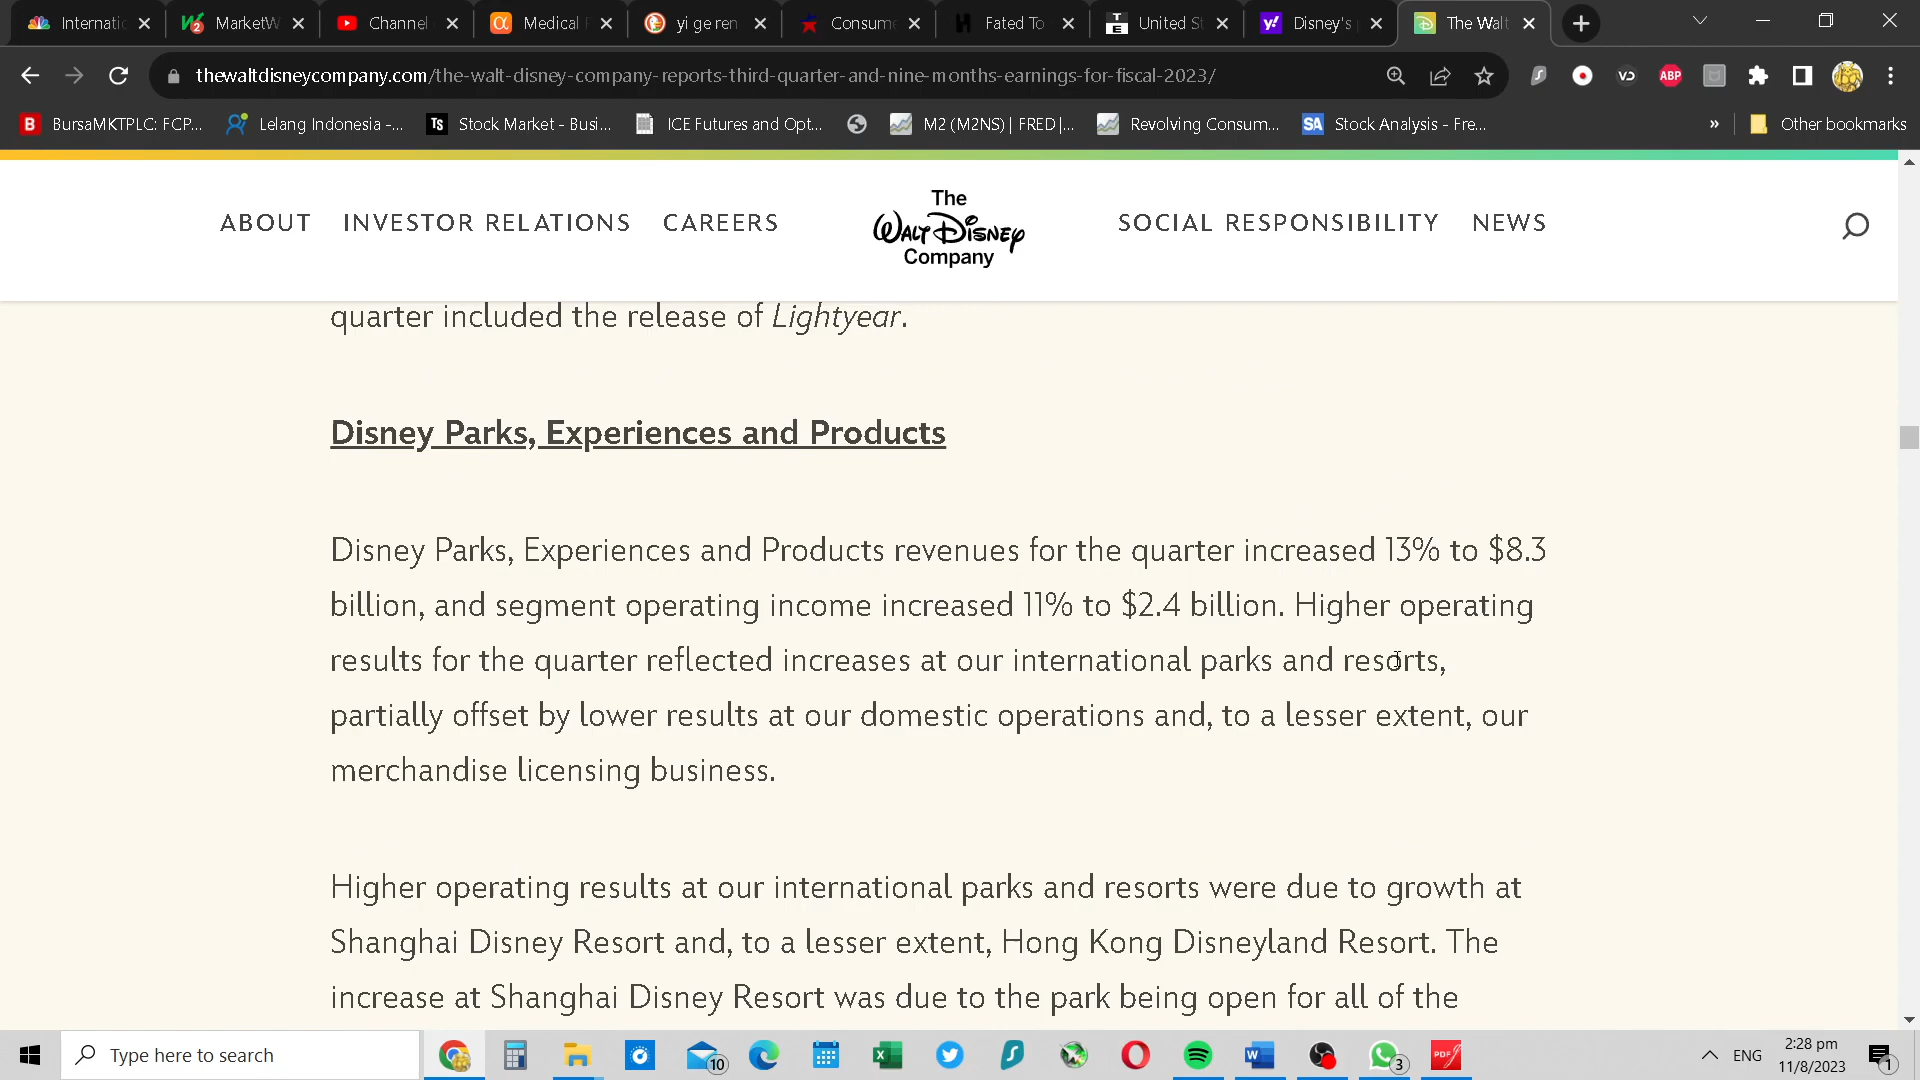 Internatic
MarketW
Channel
Medical
yi ge ren
Consume
Fated To
United St
Disney's
The Walt
thewaltdisneycompany.com/the-walt-disney-company-reports-third-quarter-and-nine-months-earnings-for-fiscal-2023/
BursaMKTPLC: FCP...
Lelang Indonesia -...
Stock Market - Busi...
ICE Futures and Opt...
M2 (M2NS) | FRED |...
Revolving Consum...
Stock Analysis - Fre...
» Other bookmarks
ABOUT INVESTOR RELATIONS CAREERS
The
Walt Disney
Company
SOCIAL RESPONSIBILITY NEWS
quarter included the release of Lightyear.
Disney Parks, Experiences and Products
Disney Parks, Experiences and Products revenues for the quarter increased 13% to $8.3
billion, and segment operating income increased 11% to $2.4 billion. Higher operating
results for the quarter reflected increases at our international parks and resorts,
partially offset by lower results at our domestic operations and, to a lesser extent, our
merchandise licensing business.
Higher operating results at our international parks and resorts were due to growth at
Shanghai Disney Resort and, to a lesser extent, Hong Kong Disneyland Resort. The
increase at Shanghai Disney Resort was due to the park being open for all of the
Type here to search
10
3
ENG
2:28 pm
11/8/2023
1